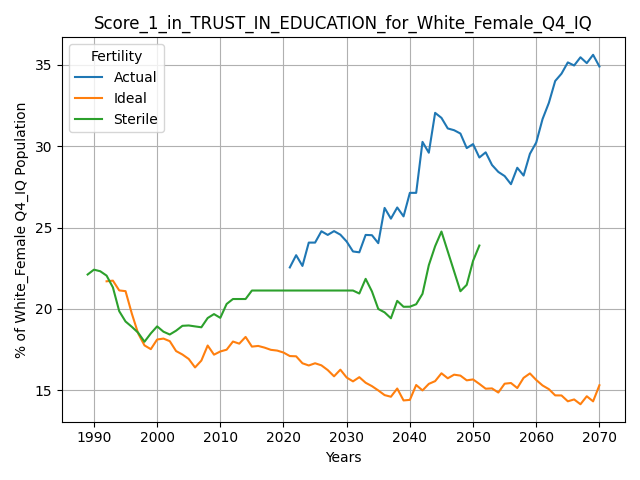 Score_1_in_TRUST_IN_EDUCATION_for_White_Female_Q4_IQ
Fertility
Actual
Ideal
Sterile
% of White_Female Q4_IQ Population
35
30
25
20
15
1990 2000 2010 2020 2030 2040 2050 2060 2070
Years